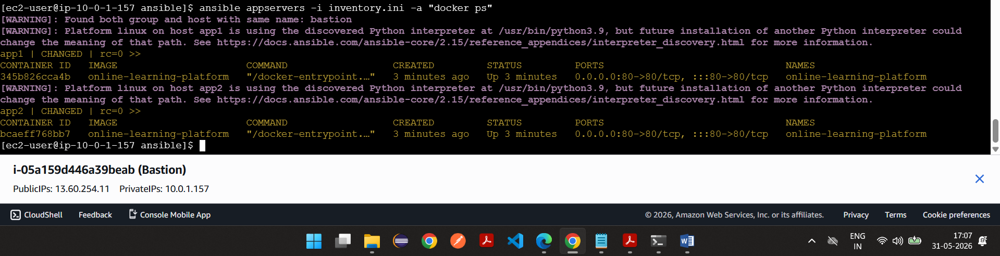 [ec2-user@ip-10-0-1-157 ansible]$ ansible appservers -i inventory.ini -a "docker ps"
[WARNING]: Found both group and host with same name: bastion
[WARNING]: Platform linux on host app1 is using the discovered Python interpreter at /usr/bin/python3.9, but future installation of another Python interpreter could
change the meaning of that path. See https://docs.ansible.com/ansible-core/2.15/reference_appendices/interpreter_discovery.html for more information.
app1 | CHANGED | rc=0 >>
CONTAINER ID   IMAGE                      COMMAND                  CREATED         STATUS         PORTS                               NAMES
345b826cca4b   online-learning-platform   "/docker-entrypoint.…"   3 minutes ago   Up 3 minutes   0.0.0.0:80->80/tcp, :::80->80/tcp   online-learning-platform
[WARNING]: Platform linux on host app2 is using the discovered Python interpreter at /usr/bin/python3.9, but future installation of another Python interpreter could
change the meaning of that path. See https://docs.ansible.com/ansible-core/2.15/reference_appendices/interpreter_discovery.html for more information.
app2 | CHANGED | rc=0 >>
CONTAINER ID   IMAGE                      COMMAND                  CREATED         STATUS         PORTS                               NAMES
bcaeff768bb7   online-learning-platform   "/docker-entrypoint.…"   3 minutes ago   Up 3 minutes   0.0.0.0:80->80/tcp, :::80->80/tcp   online-learning-platform
[ec2-user@ip-10-0-1-157 ansible]$
i-05a159d446a39beab (Bastion)
PublicIPs: 13.60.254.11 PrivateIPs: 10.0.1.157
CloudShell Feedback Console Mobile App © 2026, Amazon Web Services, Inc. or its affiliates. Privacy Terms Cookie preferences
ENG 17:07
IN 31-05-2026